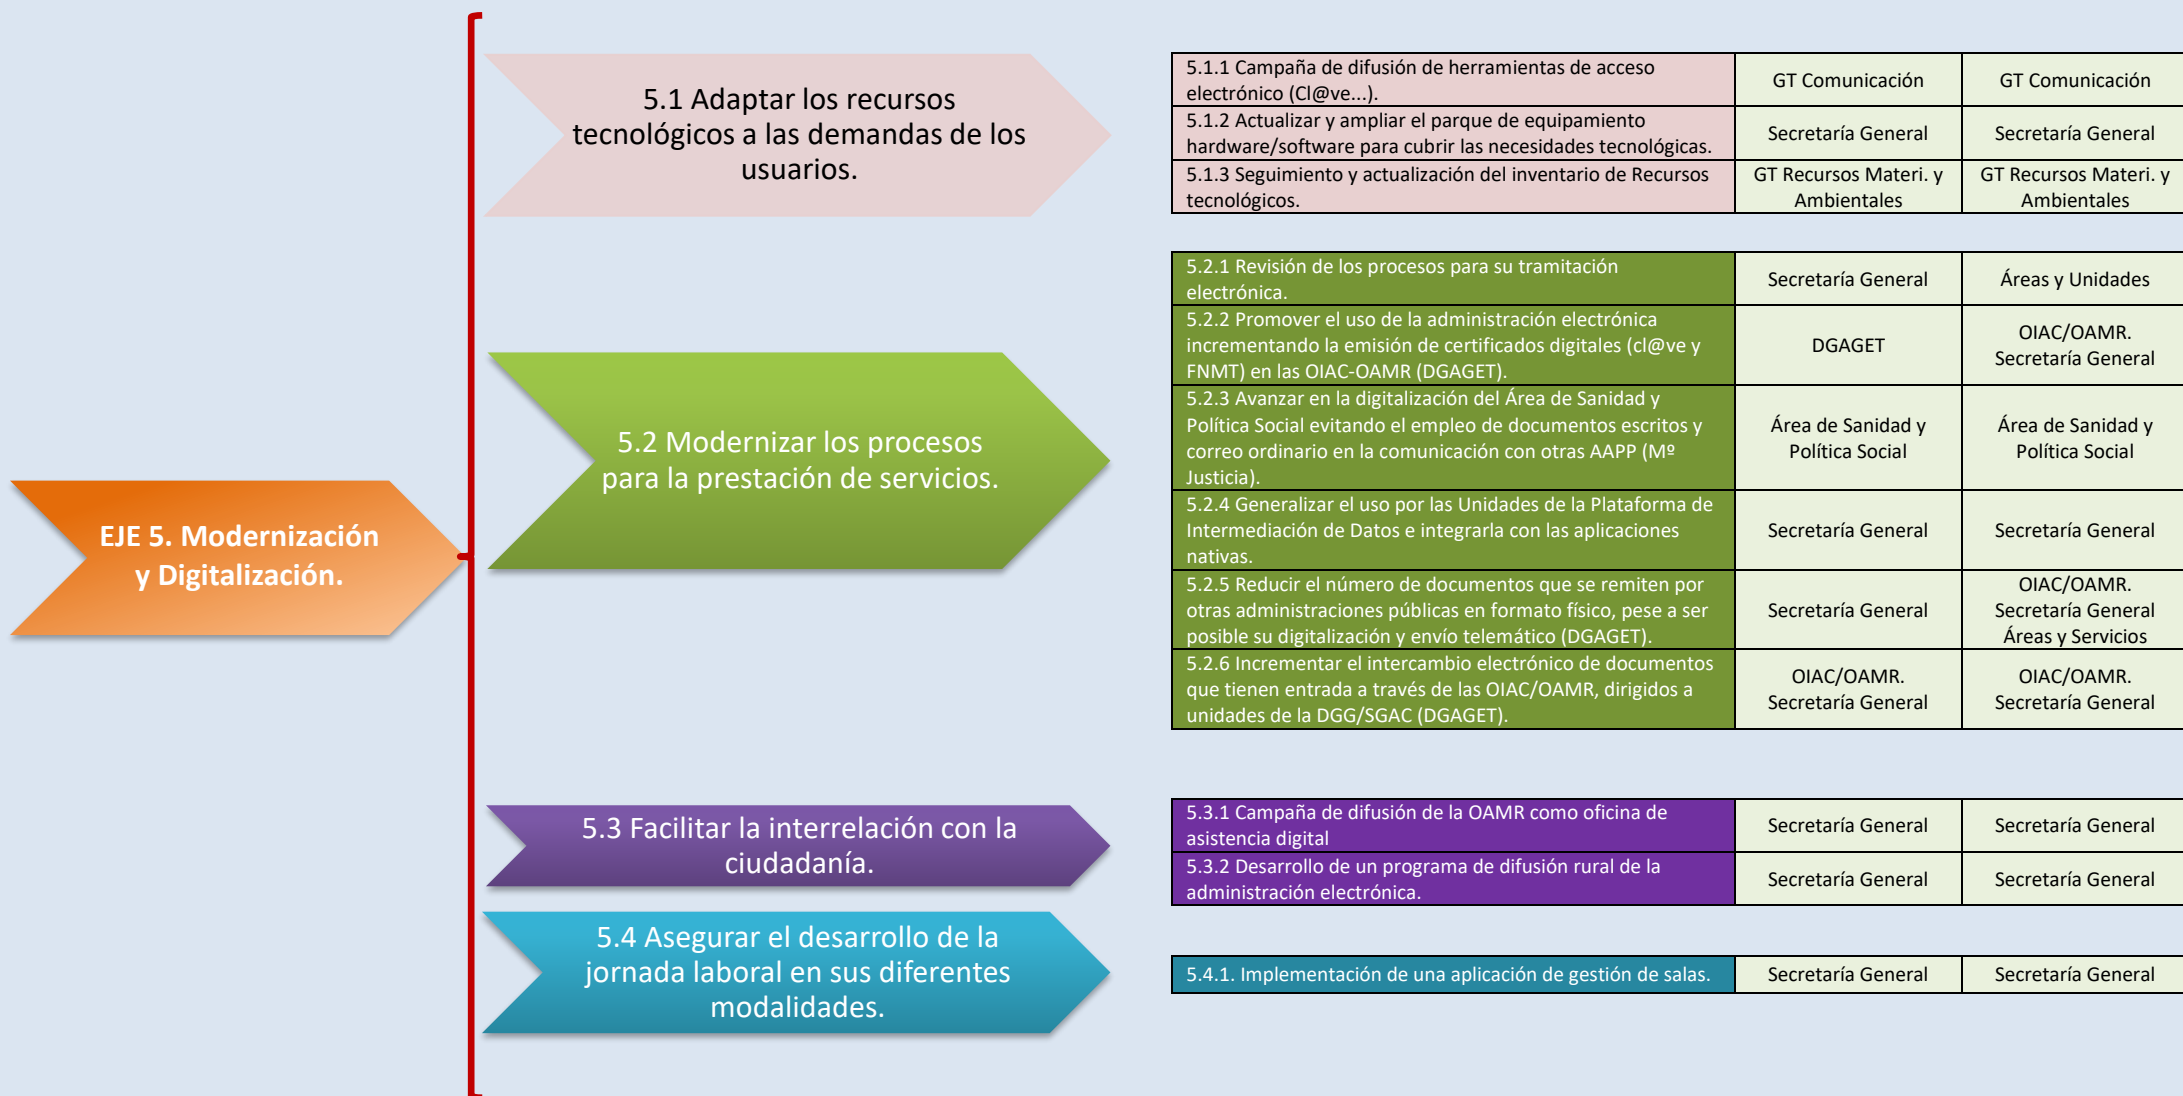 EJE 5. Modernización
y Digitalización.
5.1 Adaptar los recursos
tecnológicos a las demandas de los
usuarios.
5.1.1 Campaña de difusión de herramientas de acceso
electrónico (Cl@ve...).
GT Comunicación
GT Comunicación
5.1.2 Actualizar y ampliar el parque de equipamiento
hardware/software para cubrir las necesidades tecnológicas.
Secretaría General
Secretaría General
5.1.3 Seguimiento y actualización del inventario de Recursos
tecnológicos.
GT Recursos Materi. y
Ambientales
GT Recursos Materi. y
Ambientales
5.2 Modernizar los procesos
para la prestación de servicios.
5.2.1 Revisión de los procesos para su tramitación
electrónica.
Secretaría General
Áreas y Unidades
5.2.2 Promover el uso de la administración electrónica
incrementando la emisión de certificados digitales (cl@ve y
FNMT) en las OIAC-OAMR (DGAGET).
DGAGET
OIAC/OAMR.
Secretaría General
5.2.3 Avanzar en la digitalización del Área de Sanidad y
Política Social evitando el empleo de documentos escritos y
correo ordinario en la comunicación con otras AAPP (Mº
Justicia).
Área de Sanidad y
Política Social
Área de Sanidad y
Política Social
5.2.4 Generalizar el uso por las Unidades de la Plataforma de
Intermediación de Datos e integrarla con las aplicaciones
nativas.
Secretaría General
Secretaría General
5.2.5 Reducir el número de documentos que se remiten por
otras administraciones públicas en formato físico, pese a ser
posible su digitalización y envío telemático (DGAGET).
Secretaría General
OIAC/OAMR.
Secretaría General
Áreas y Servicios
5.2.6 Incrementar el intercambio electrónico de documentos
que tienen entrada a través de las OIAC/OAMR, dirigidos a
unidades de la DGG/SGAC (DGAGET).
OIAC/OAMR.
Secretaría General
OIAC/OAMR.
Secretaría General
5.3 Facilitar la interrelación con la
ciudadanía.
5.3.1 Campaña de difusión de la OAMR como oficina de
asistencia digital
Secretaría General
Secretaría General
5.3.2 Desarrollo de un programa de difusión rural de la
administración electrónica.
Secretaría General
Secretaría General
5.4 Asegurar el desarrollo de la
jornada laboral en sus diferentes
modalidades.
5.4.1. Implementación de una aplicación de gestión de salas.
Secretaría General
Secretaría General